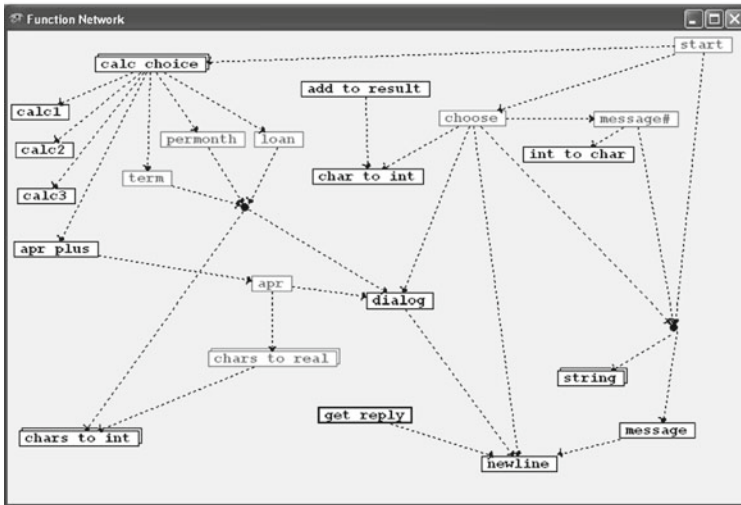 Function Network
start
calc choice
add to result
calc1
choose
message#
permonth
loan
calc2
int to char
term
char to int
calc3
apr plus
apr
dialog
chars to real
string
get reply
message
chars to int
newline